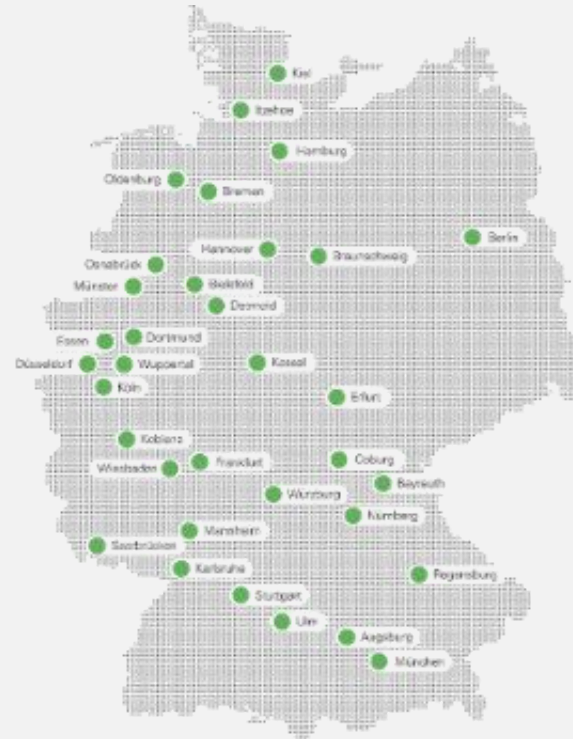 Kiel
Itzehoe
Hamburg
Oldenburg
Bremen
Berlin
Hannover
Braunschweig
Osnabrück
Bielefeld
Münster
Detmold
Dortmund
Essen
Düsseldorf
Wuppertal
Kassel
Köln
Erfurt
Koblenz
Frankfurt
Coburg
Wiesbaden
Bayreuth
Würzburg
Nürnberg
Mannheim
Saarbrücken
Karlsruhe
Regensburg
Stuttgart
Ulm
Augsburg
München